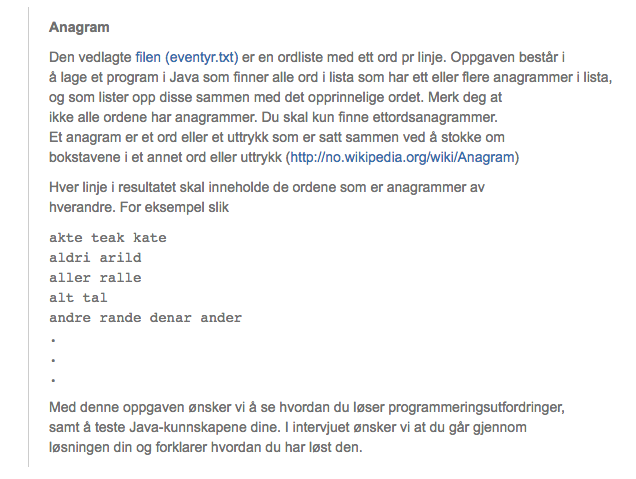 Anagram
Den vedlagte filen (eventyr.txt) er en ordliste med ett ord pr linje. Oppgaven består i
å lage et program i Java som finner alle ord i lista som har ett eller flere anagrammer i lista,
og som lister opp disse sammen med det opprinnelige ordet. Merk deg at
ikke alle ordene har anagrammer. Du skal kun finne ettordsanagrammer.
Et anagram er et ord eller et uttrykk som er satt sammen ved å stokke om
bokstavene i et annet ord eller uttrykk (http://no.wikipedia.org/wiki/Anagram)
Hver linje i resultatet skal inneholde de ordene som er anagrammer av
hverandre. For eksempel slik
akte teak kate
aldri arild
aller ralle
alt tal
andre rande denar ander
.
.
.
Med denne oppgaven ønsker vi å se hvordan du løser programmeringsutfordringer,
samt å teste Java-kunnskapene dine. I intervjuet ønsker vi at du går gjennom
løsningen din og forklarer hvordan du har løst den.